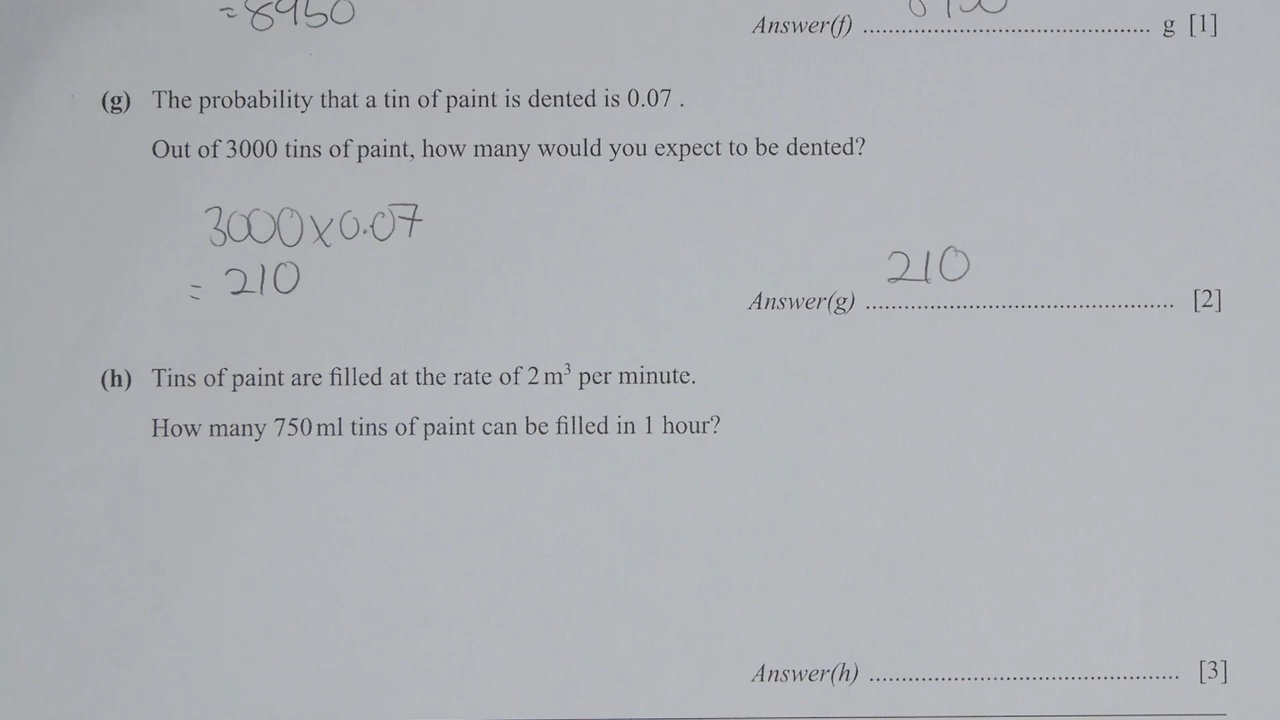 =8950
Answer(f) ........................................ g [1]
(g) The probability that a tin of paint is dented is 0.07 .
Out of 3000 tins of paint, how many would you expect to be dented?
3000×0.07
= 210
210
Answer(g) ........................................ [2]
(h) Tins of paint are filled at the rate of 2 m³ per minute.
How many 750 ml tins of paint can be filled in 1 hour?
Answer(h) ........................................ [3]